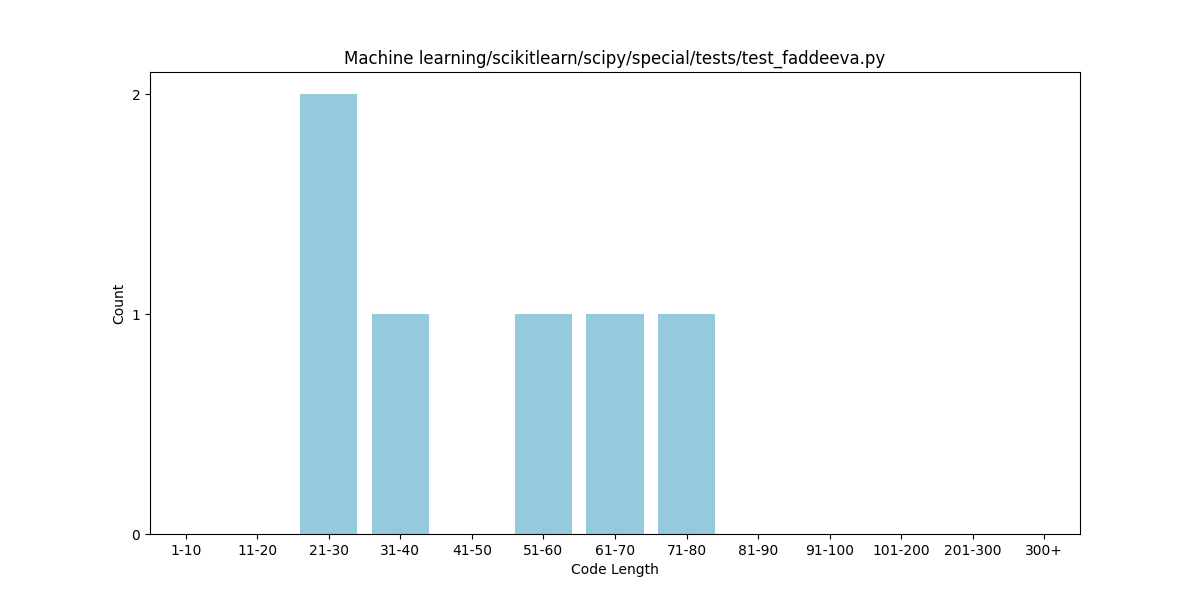 Machine learning/scikitlearn/scipy/special/tests/test_faddeeva.py
Count
2
1
0
1-10 11-20 21-30 31-40 41-50 51-60 61-70 71-80 81-90 91-100 101-200 201-300 300+
Code Length